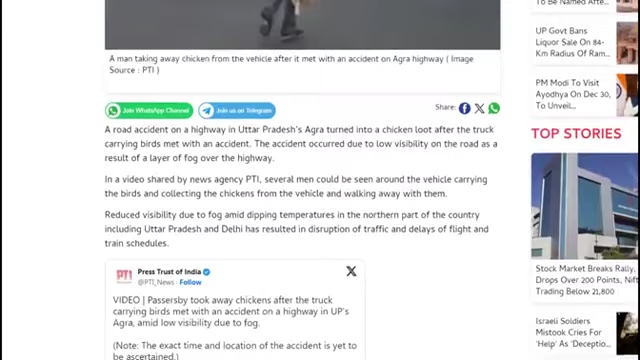 A man taking away chicken from the vehicle after it met with an accident on Agra highway ( Image
Source : PTI )
Join WhatsApp Channel
Join us on Telegram
Share:
A road accident on a highway in Uttar Pradesh's Agra turned into a chicken loot after the truck
carrying birds met with an accident. The accident occurred due to low visibility on the road as a
result of a layer of fog over the highway.
In a video shared by news agency PTI, several men could be seen around the vehicle carrying
the birds and collecting the chickens from the vehicle and walking away with them.
Reduced visibility due to fog amid dipping temperatures in the northern part of the country
including Uttar Pradesh and Delhi has resulted in disruption of traffic and delays of flight and
train schedules.
PTI
Press Trust of India
@PTI_News · Follow
VIDEO | Passersby took away chickens after the truck
carrying birds met with an accident on a highway in UP's
Agra, amid low visibility due to fog.
(Note: The exact time and location of the accident is yet to
be ascertained.)
To Be Named Afte...
UP Govt Bans
Liquor Sale On 84-
Km Radius Of Ram...
PM Modi To Visit
Ayodhya On Dec 30,
To Unveil...
TOP STORIES
Stock Market Breaks Rally,
Drops Over 200 Points, Nift
Trading Below 21,800
Israeli Soldiers
Mistook Cries For
'Help' As 'Deceptio...